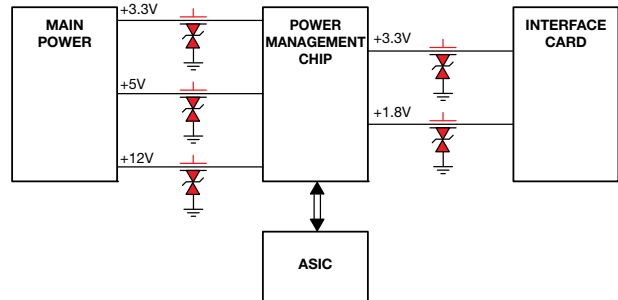 MAIN
POWER
+3.3V
+5V
+12V
POWER
MANAGEMENT
CHIP
+3.3V
+1.8V
INTERFACE
CARD
ASIC